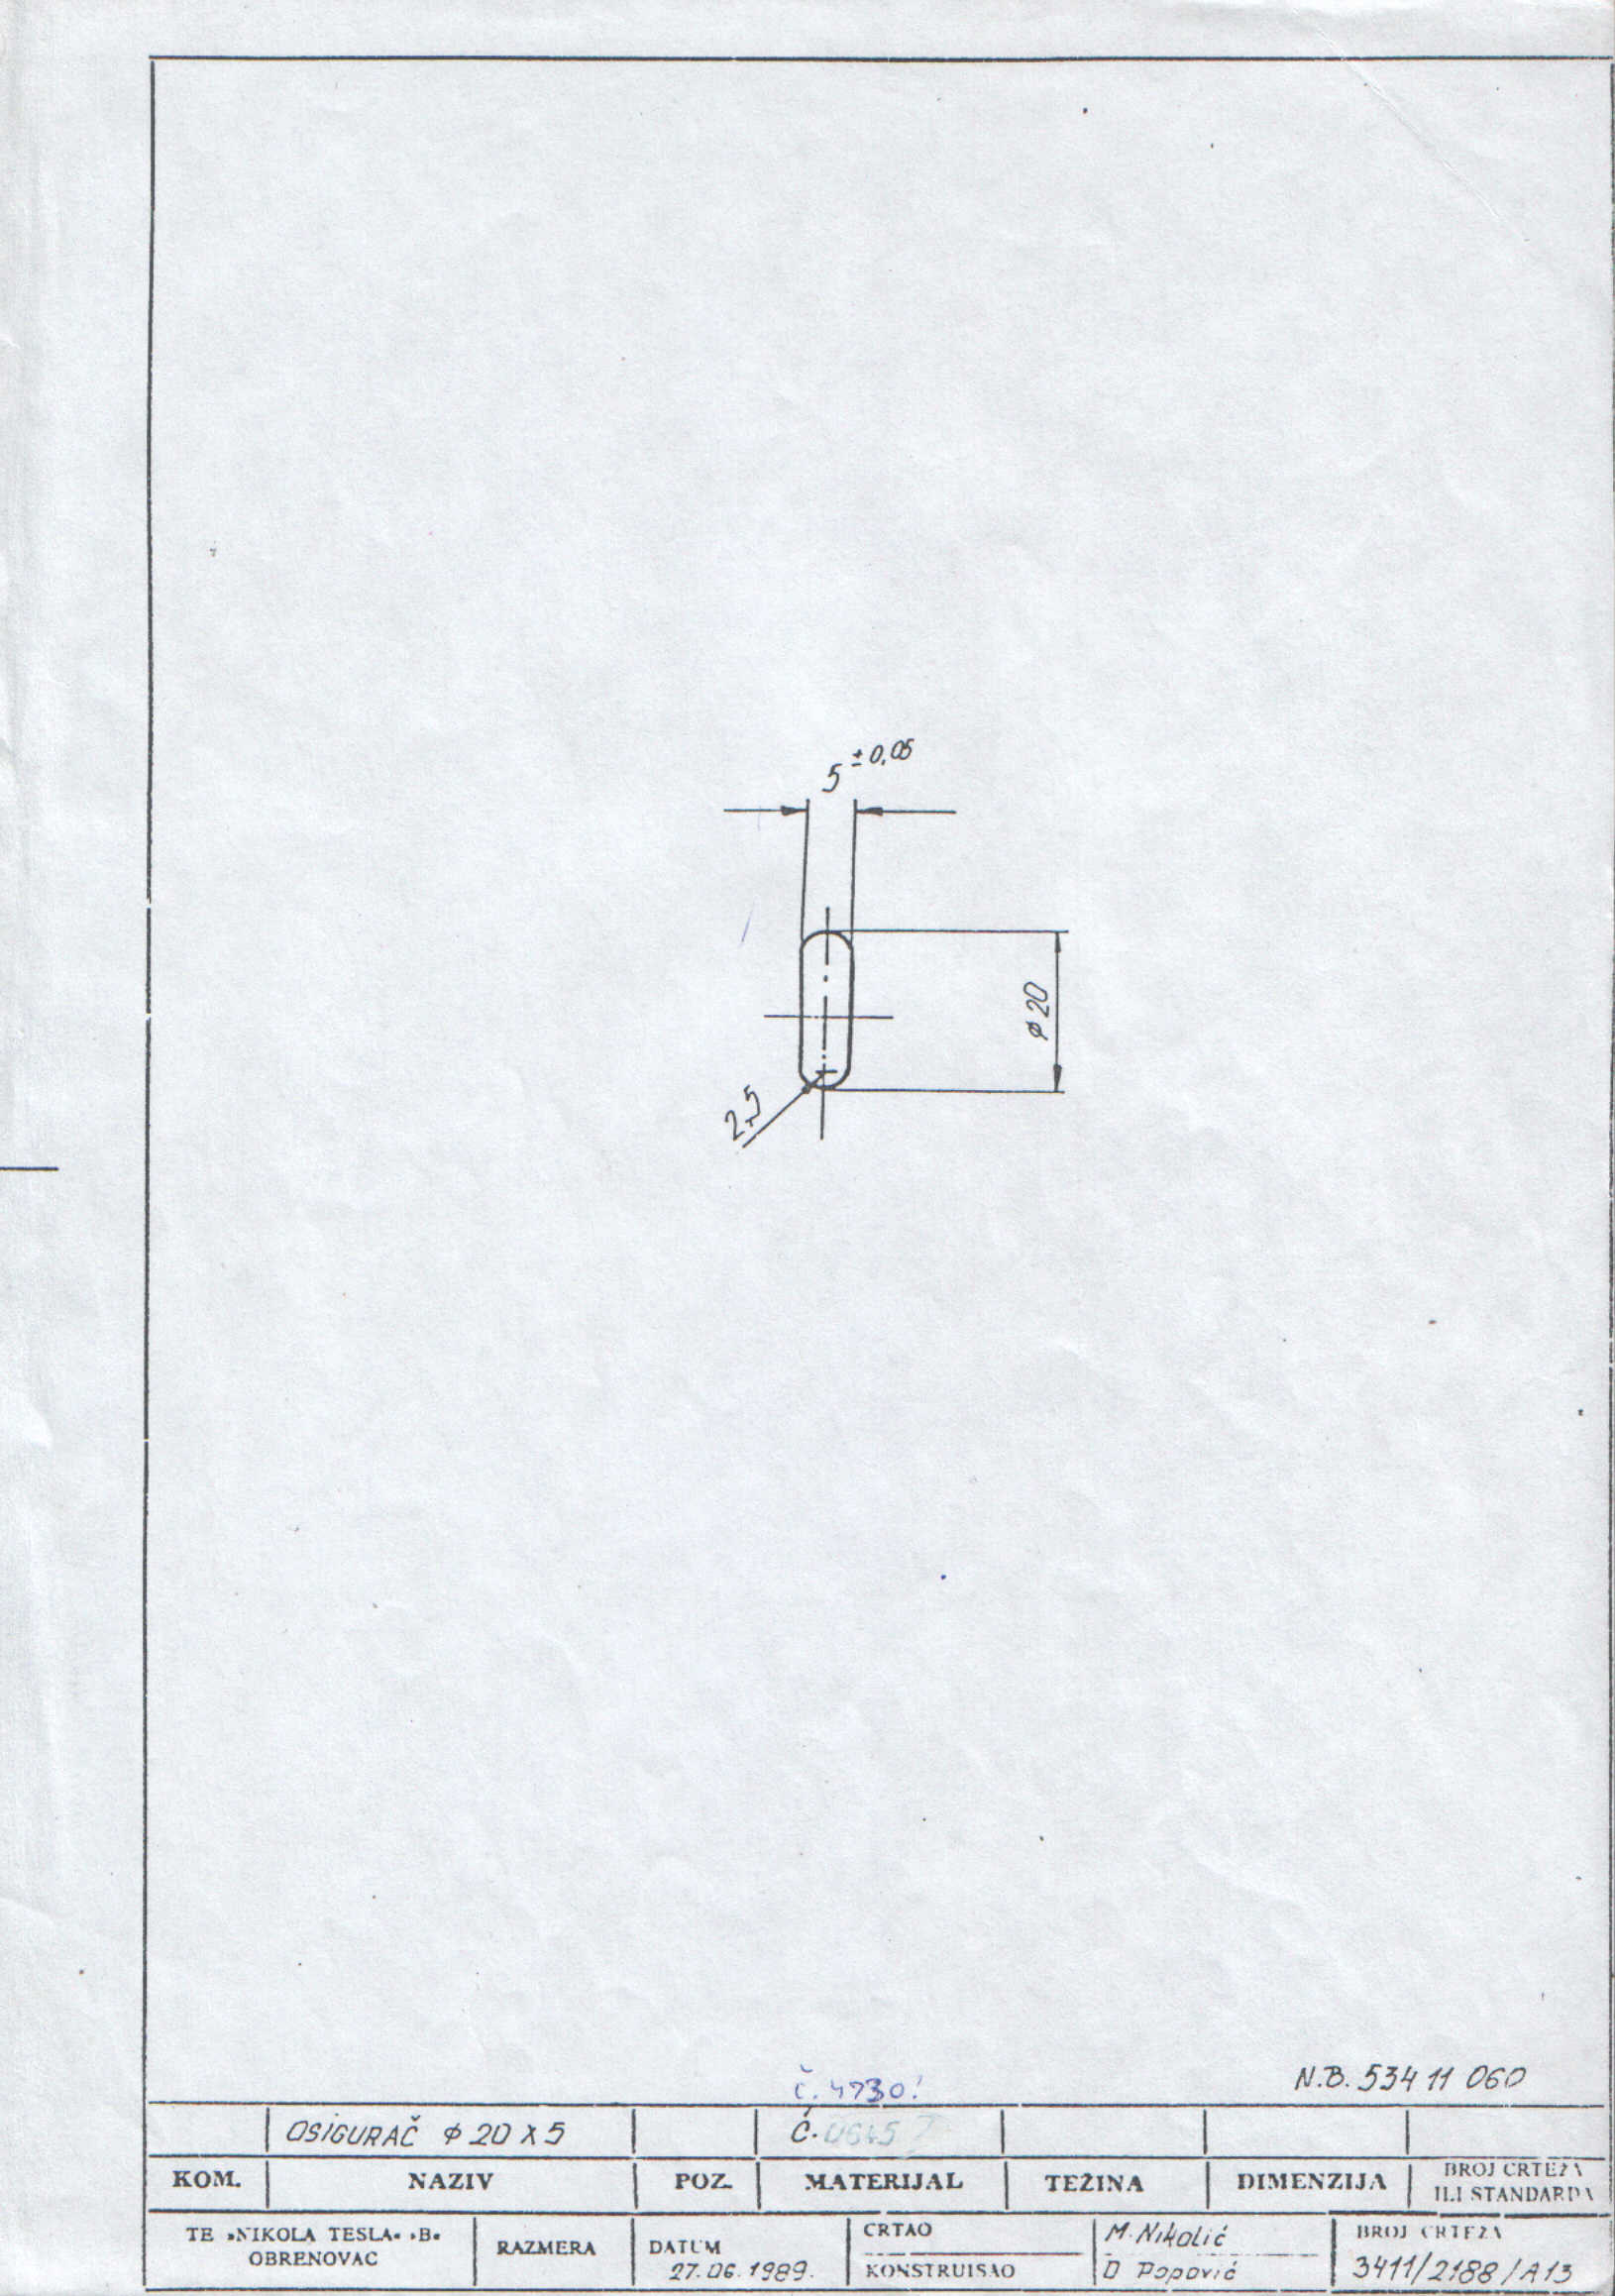 5 ±0,05
φ20
2,5
N.B. 534 11 060
Č.4730!
OSIGURAČ φ 20 X 5
Č.0645
KOM. NAZIV POZ. MATERIJAL TEŽINA DIMENZIJA BROJ CRTEŽA
ILI STANDARDA
TE »NIKOLA TESLA« »B«
OBRENOVAC
RAZMERA
DATUM
27.06.1989.
CRTAO M. Nikolić
KONSTRUISAO D Popović
BROJ CRTEŽA
3411/2188/A13